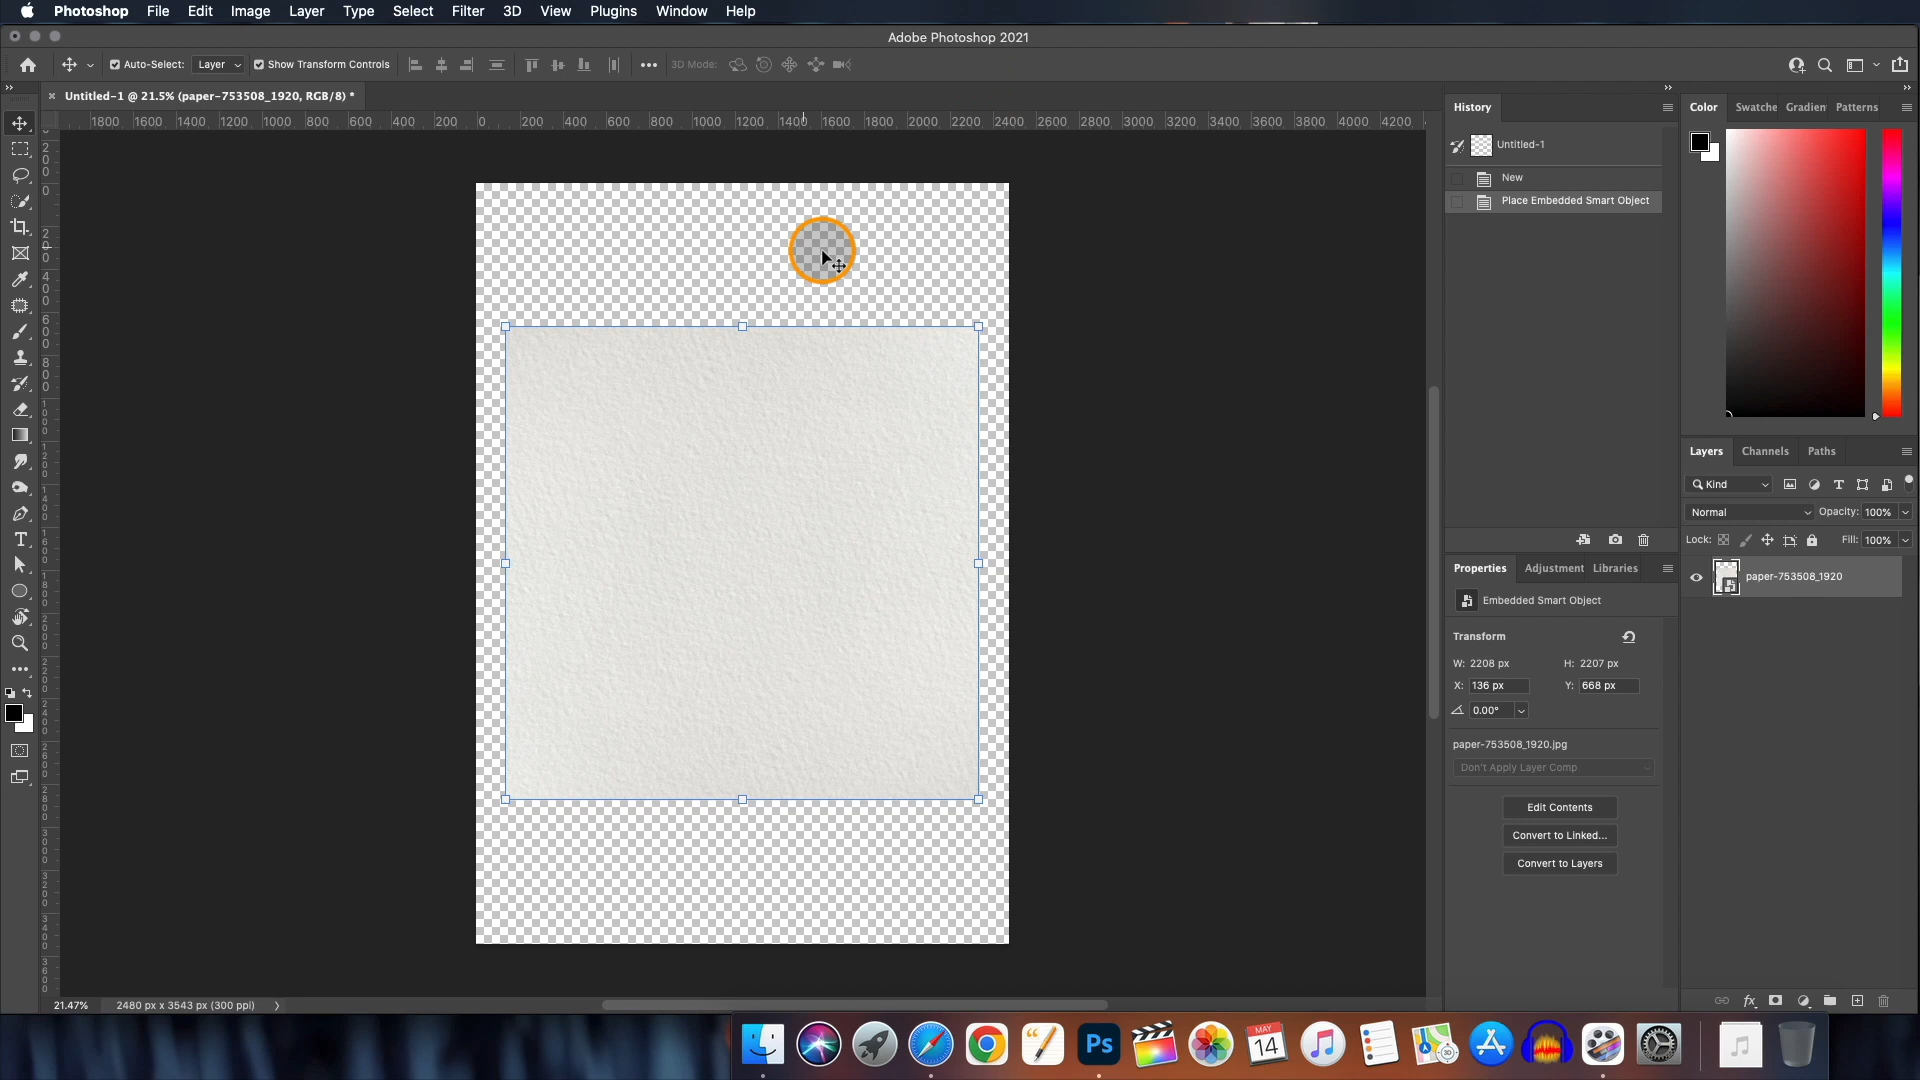 Photoshop File Edit Image Layer Type Select Filter 3D View Plugins Window Help
Adobe Photoshop 2021
Auto-Select: Layer Show Transform Controls 3D Mode:
Untitled-1 @ 21.5% (paper-753508_1920, RGB/8) *
1800 1600 1400 1200 1000 800 600 400 200 0 200 400 600 800 1000 1200 1400 1600 1800 2000 2200 2400 2600 2800 3000 3200 3400 3600 3800 4000 4200
History
Untitled-1
New
Place Embedded Smart Object
Color Swatche Gradien Patterns
Layers Channels Paths
Kind
Normal Opacity: 100%
Lock: Fill: 100%
paper-753508_1920
Properties Adjustment Libraries
Embedded Smart Object
Transform
W: 2208 px H: 2207 px
X: 136 px Y: 668 px
0.00°
paper-753508_1920.jpg
Don't Apply Layer Comp
Edit Contents
Convert to Linked...
Convert to Layers
21.47% 2480 px x 3543 px (300 ppi)
Ps
MAY
14
3D